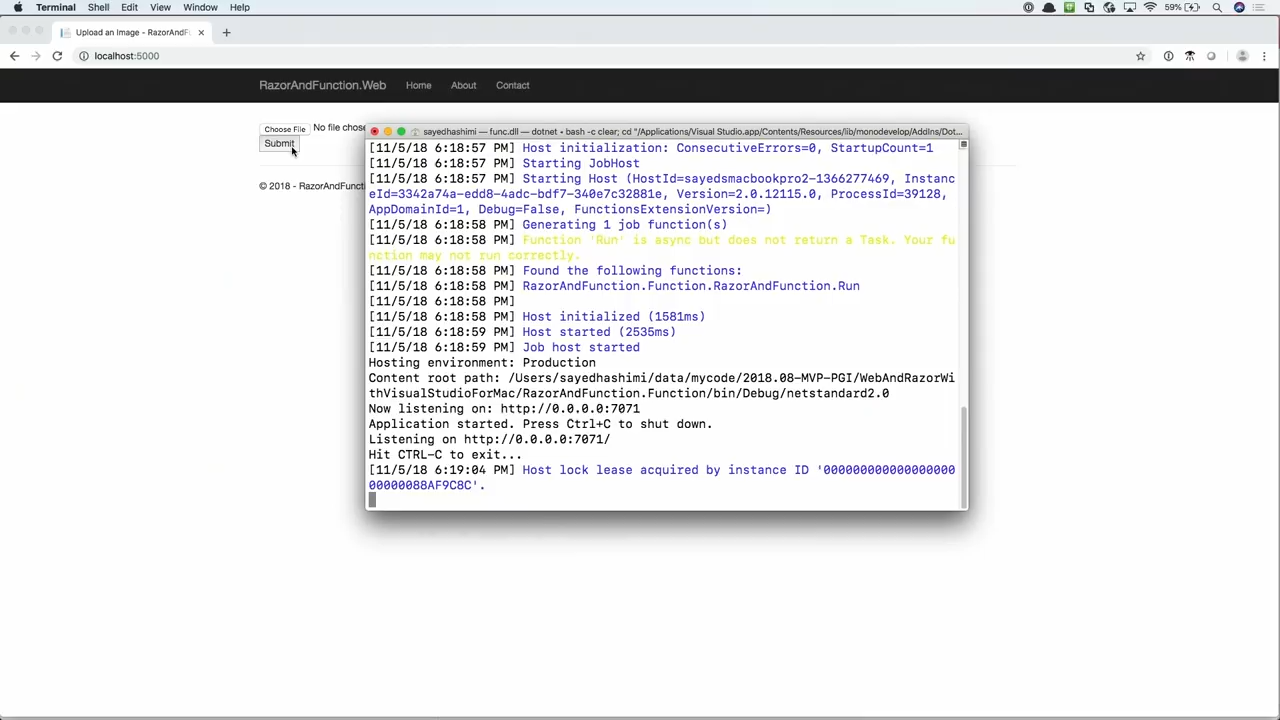 Terminal Shell Edit View Window Help 59%
Upload an Image - RazorAndFu
localhost:5000
RazorAndFunction.Web Home About Contact
Choose File No file chose
Submit
© 2018 - RazorAndFuncti
sayedhashimi — func.dll — dotnet • bash -c clear; cd "/Applications/Visual Studio.app/Contents/Resources/lib/monodevelop/AddIns/Dot...
[11/5/18 6:18:57 PM] Host initialization: ConsecutiveErrors=0, StartupCount=1
[11/5/18 6:18:57 PM] Starting JobHost
[11/5/18 6:18:57 PM] Starting Host (HostId=sayedsmacbookpro2-1366277469, Instanc
eId=3342a74a-edd8-4adc-bdf7-340e7c32881e, Version=2.0.12115.0, ProcessId=39128,
AppDomainId=1, Debug=False, FunctionsExtensionVersion=)
[11/5/18 6:18:58 PM] Generating 1 job function(s)
[11/5/18 6:18:58 PM] Function 'Run' is async but does not return a Task. Your fu
nction may not run correctly.
[11/5/18 6:18:58 PM] Found the following functions:
[11/5/18 6:18:58 PM] RazorAndFunction.Function.RazorAndFunction.Run
[11/5/18 6:18:58 PM]
[11/5/18 6:18:58 PM] Host initialized (1581ms)
[11/5/18 6:18:59 PM] Host started (2535ms)
[11/5/18 6:18:59 PM] Job host started
Hosting environment: Production
Content root path: /Users/sayedhashimi/data/mycode/2018.08-MVP-PGI/WebAndRazorWi
thVisualStudioForMac/RazorAndFunction.Function/bin/Debug/netstandard2.0
Now listening on: http://0.0.0.0:7071
Application started. Press Ctrl+C to shut down.
Listening on http://0.0.0.0:7071/
Hit CTRL-C to exit...
[11/5/18 6:19:04 PM] Host lock lease acquired by instance ID '000000000000000000
00000088AF9C8C'.